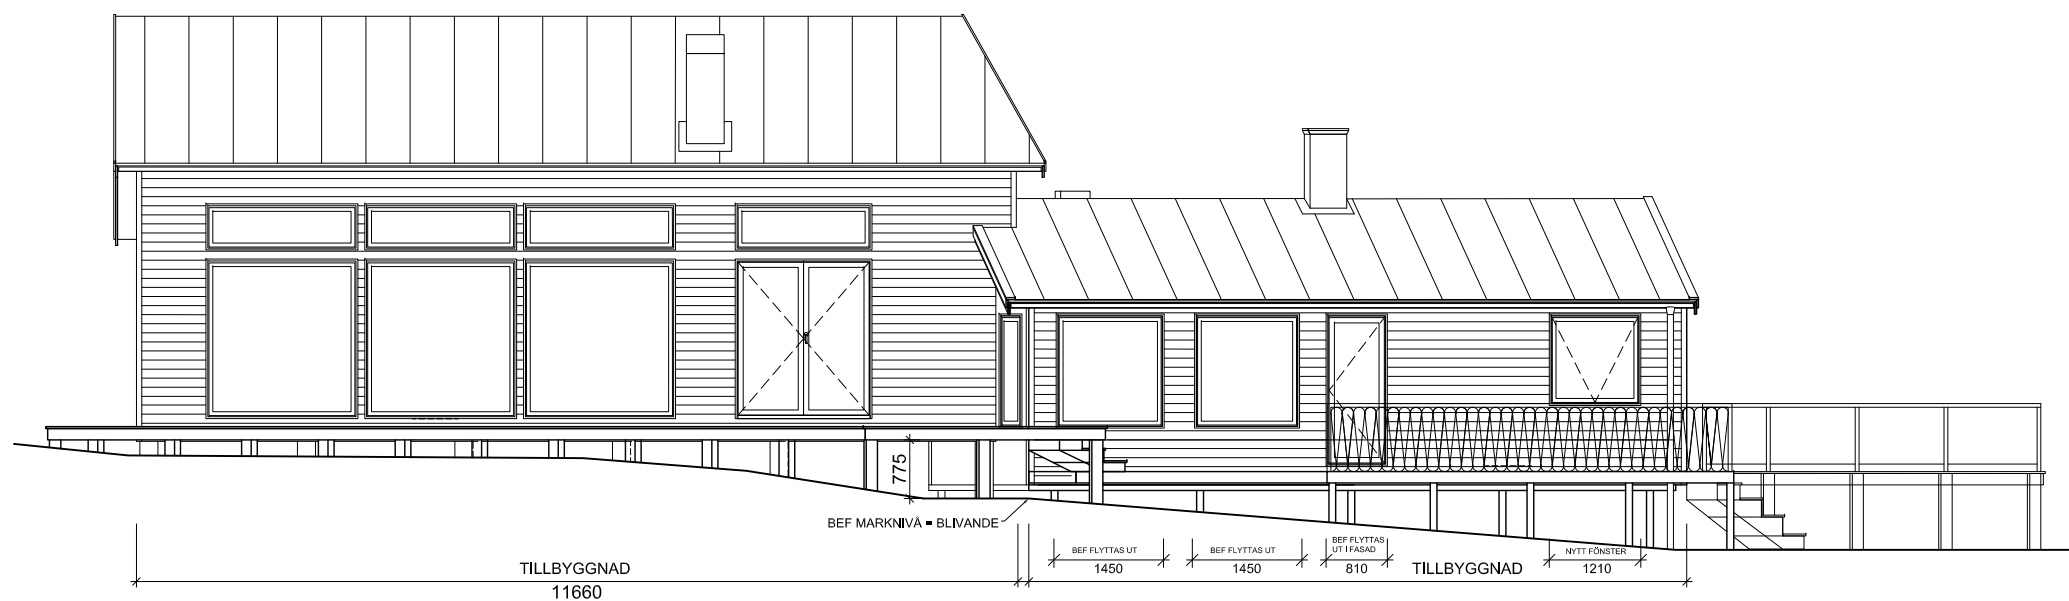 775
BEF MARKNIVÅ = BLIVANDE
TILLBYGGNAD
11660
BEF FLYTTAS UT
1450
BEF FLYTTAS UT
1450
BEF FLYTTAS
UT I FASAD
810
TILLBYGGNAD
NYTT FÖNSTER
1210